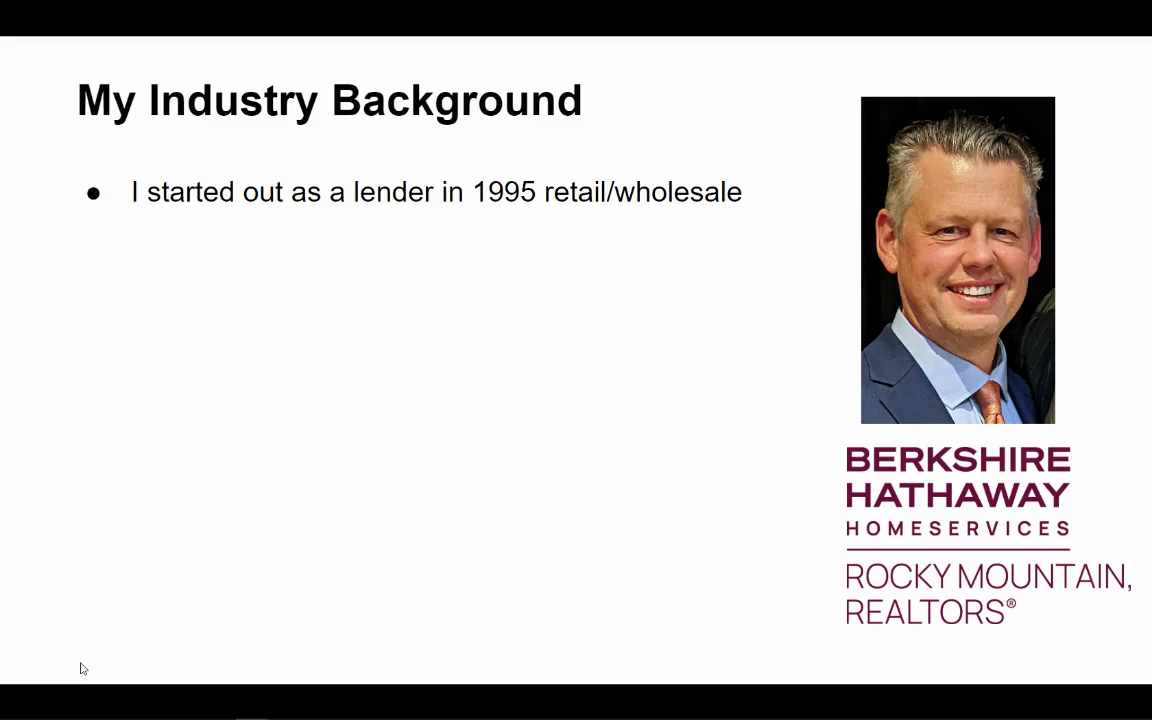 My Industry Background
● I started out as a lender in 1995 retail/wholesale
BERKSHIRE
HATHAWAY
HOMESERVICES
ROCKY MOUNTAIN,
REALTORS®